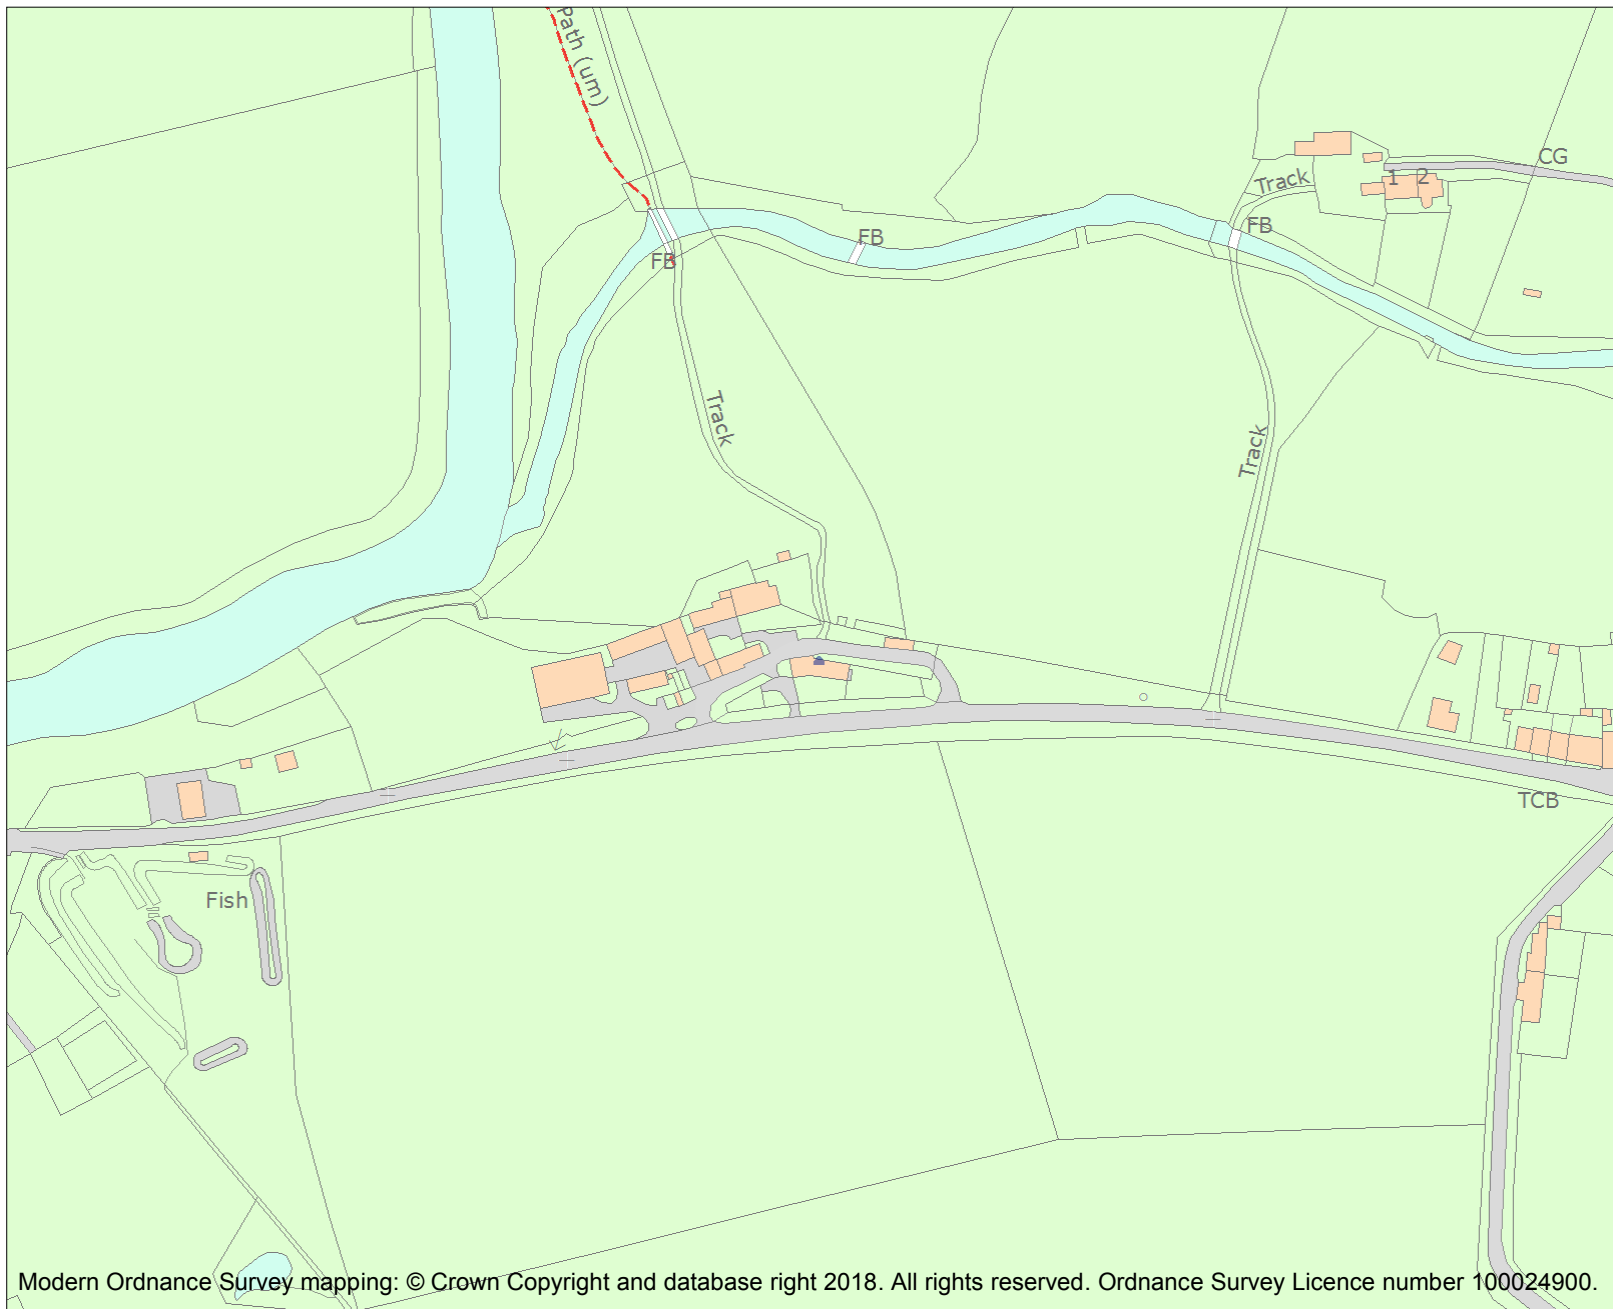 Path (um)
CG
Track
1 2
FB
FB
FB
Track
Track
TCB
Fish
Modern Ordnance Survey mapping: © Crown Copyright and database right 2018. All rights reserved. Ordnance Survey Licence number 100024900.